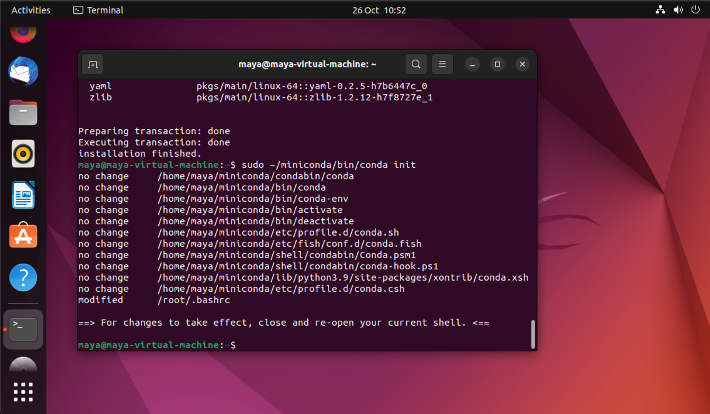 Activities Terminal 26 Oct 10:52
maya@maya-virtual-machine: ~
yaml pkgs/main/linux-64::yaml-0.2.5-h7b6447c_0
zlib pkgs/main/linux-64::zlib-1.2.12-h7f8727e_1
Preparing transaction: done
Executing transaction: done
installation finished.
maya@maya-virtual-machine:~$ sudo ~/miniconda/bin/conda init
no change /home/maya/miniconda/condabin/conda
no change /home/maya/miniconda/bin/conda
no change /home/maya/miniconda/bin/conda-env
no change /home/maya/miniconda/bin/activate
no change /home/maya/miniconda/bin/deactivate
no change /home/maya/miniconda/etc/profile.d/conda.sh
no change /home/maya/miniconda/etc/fish/conf.d/conda.fish
no change /home/maya/miniconda/shell/condabin/Conda.psm1
no change /home/maya/miniconda/shell/condabin/conda-hook.ps1
no change /home/maya/miniconda/lib/python3.9/site-packages/xontrib/conda.xsh
no change /home/maya/miniconda/etc/profile.d/conda.csh
modified /root/.bashrc
==> For changes to take effect, close and re-open your current shell. <==
maya@maya-virtual-machine:~$